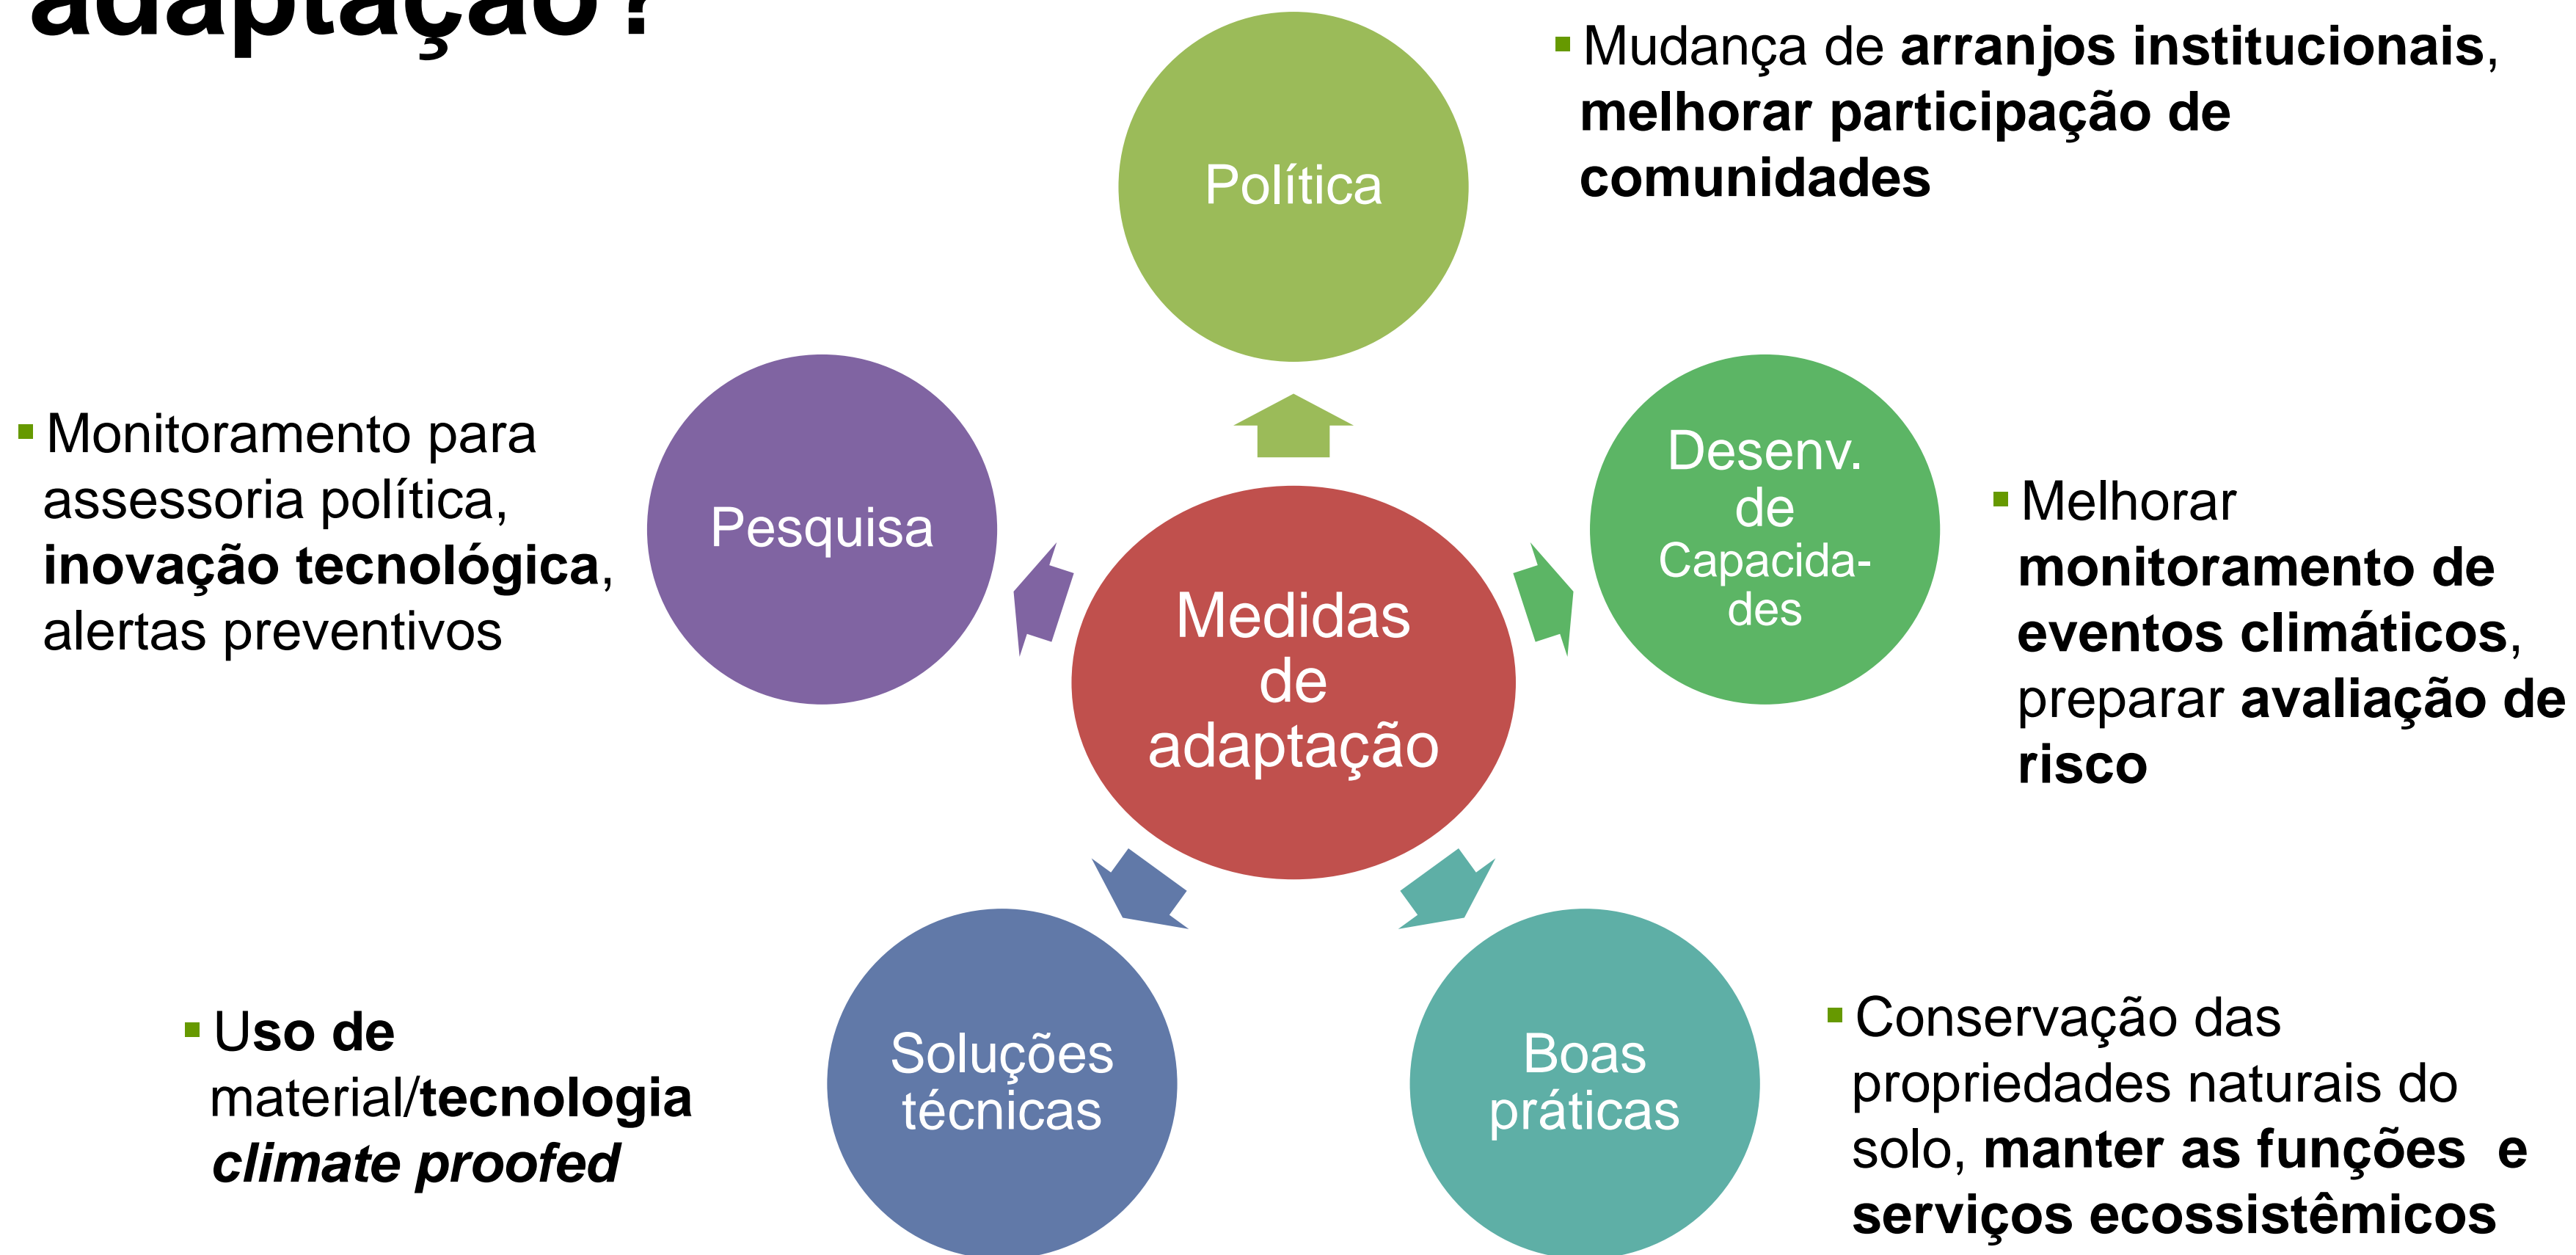 adaptação?
Política
▪Mudança de arranjos institucionais,
melhorar participação de
comunidades
▪Monitoramento para
assessoria política,
inovação tecnológica,
alertas preventivos
Pesquisa
Desenv.
de
Capacida-
des
▪Melhorar
monitoramento de
eventos climáticos,
preparar avaliação de
risco
Medidas
de
adaptação
▪Uso de
material/tecnologia
climate proofed
Soluções
técnicas
Boas
práticas
▪Conservação das
propriedades naturais do
solo, manter as funções e
serviços ecossistêmicos